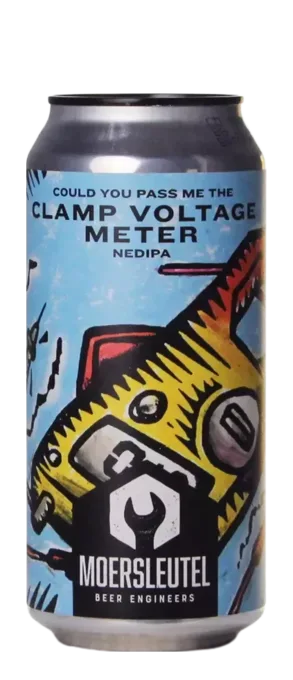 COULD YOU PASS ME THE
CLAMP VOLTAGE
METER
NEDIPA
MOERSLEUTEL
BEER ENGINEERS